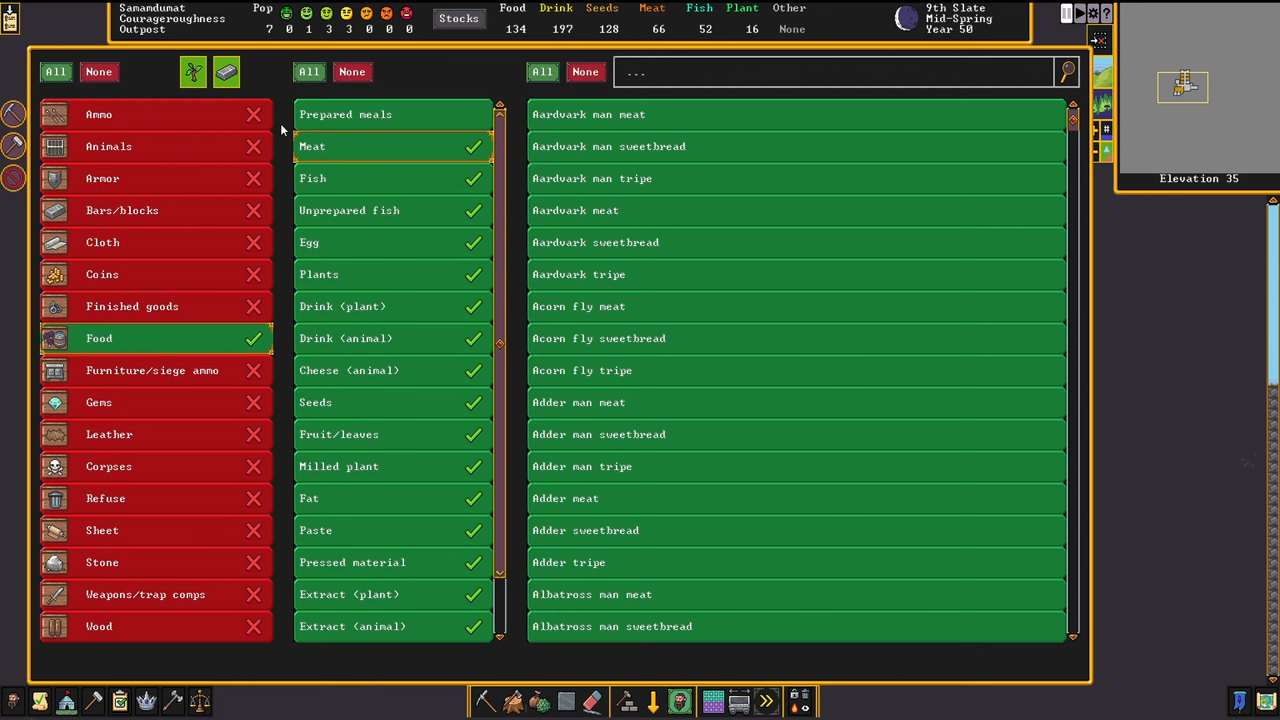 Samandumat
Courageroughness
Outpost
Pop
7 0 1 3 3 0 0 0
Stocks
Food Drink Seeds Meat Fish Plant Other
134 197 128 66 52 16 None
9th Slate
Mid-Spring
Year 50
Elevation 35
All None
All None
All None ...
Ammo
Animals
Armor
Bars/blocks
Cloth
Coins
Finished goods
Food
Furniture/siege ammo
Gems
Leather
Corpses
Refuse
Sheet
Stone
Weapons/trap comps
Wood
Prepared meals
Meat
Fish
Unprepared fish
Egg
Plants
Drink (plant)
Drink (animal)
Cheese (animal)
Seeds
Fruit/leaves
Milled plant
Fat
Paste
Pressed material
Extract (plant)
Extract (animal)
Aardvark man meat
Aardvark man sweetbread
Aardvark man tripe
Aardvark meat
Aardvark sweetbread
Aardvark tripe
Acorn fly meat
Acorn fly sweetbread
Acorn fly tripe
Adder man meat
Adder man sweetbread
Adder man tripe
Adder meat
Adder sweetbread
Adder tripe
Albatross man meat
Albatross man sweetbread